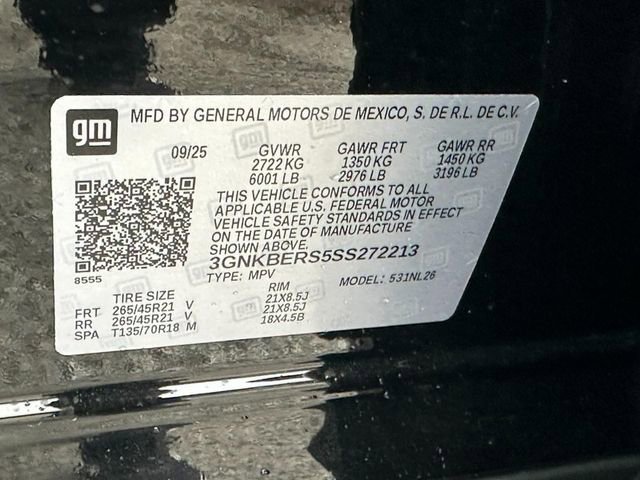 gm
MFD BY GENERAL MOTORS DE MEXICO, S. DE R.L. DE C.V.
09/25 GVWR GAWR FRT GAWR RR
2722 KG 1350 KG 1450 KG
6001 LB 2976 LB 3196 LB
THIS VEHICLE CONFORMS TO ALL
APPLICABLE U.S. FEDERAL MOTOR
VEHICLE SAFETY STANDARDS IN EFFECT
ON THE DATE OF MANUFACTURE
SHOWN ABOVE.
3GNKBERS5SS272213
8555
TYPE: MPV MODEL: 531NL26
TIRE SIZE RIM
FRT 265/45R21 V 21X8.5J
RR 265/45R21 V 21X8.5J
SPA T135/70R18 M 18X4.5B